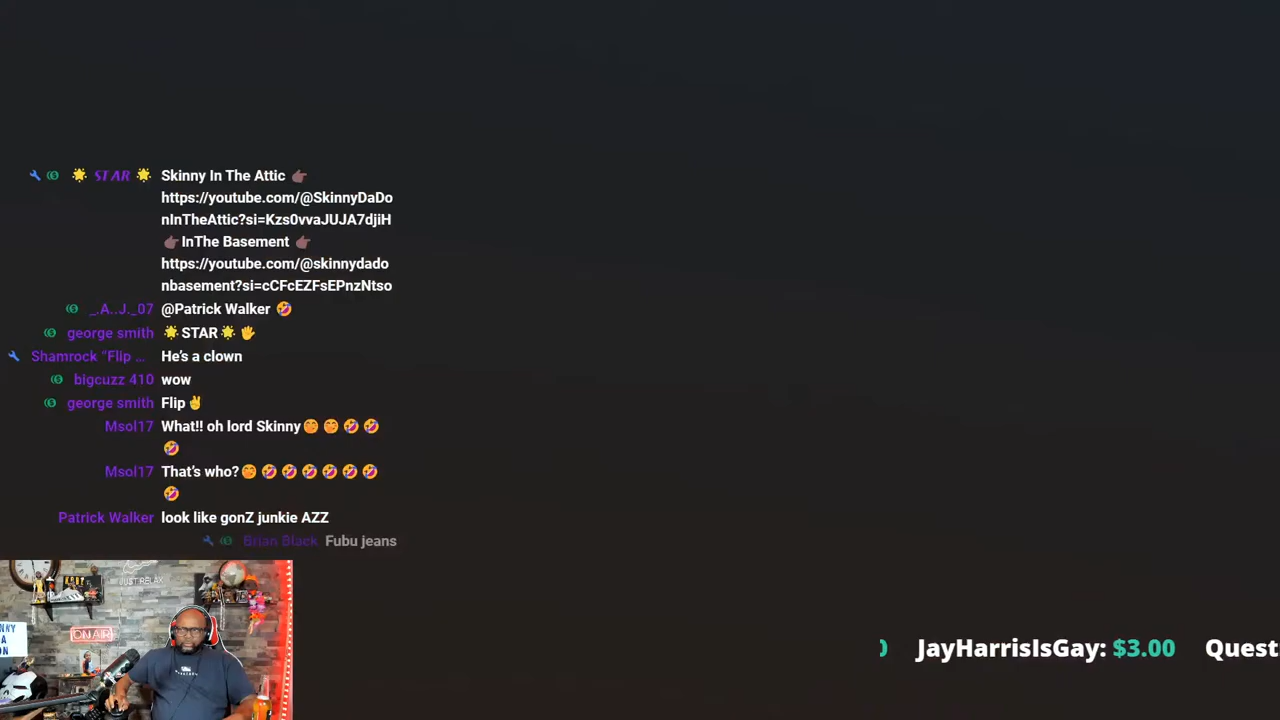 🌟 STAR 🌟 Skinny In The Attic 👉🏿
https://youtube.com/@SkinnyDaDo
nInTheAttic?si=Kzs0vvaJUJA7djiH
👉🏿InThe Basement 👉🏿
https://youtube.com/@skinnydado
nbasement?si=cCFcEZFsEPnzNtso
_.A..J._07 @Patrick Walker 🤣
george smith 🌟STAR🌟 🖐
Shamrock "Flip ... He's a clown
bigcuzz 410 wow
george smith Flip✌
Msol17 What!! oh lord Skinny🤭 🤭 🤣 🤣
🤣
Msol17 That's who?🤭 🤣 🤣 🤣 🤣 🤣 🤣
🤣
Patrick Walker look like gonZ junkie AZZ
Brian Black Fubu jeans
JUST RELAX
ON AIR
JayHarrisIsGay: $3.00 Quest